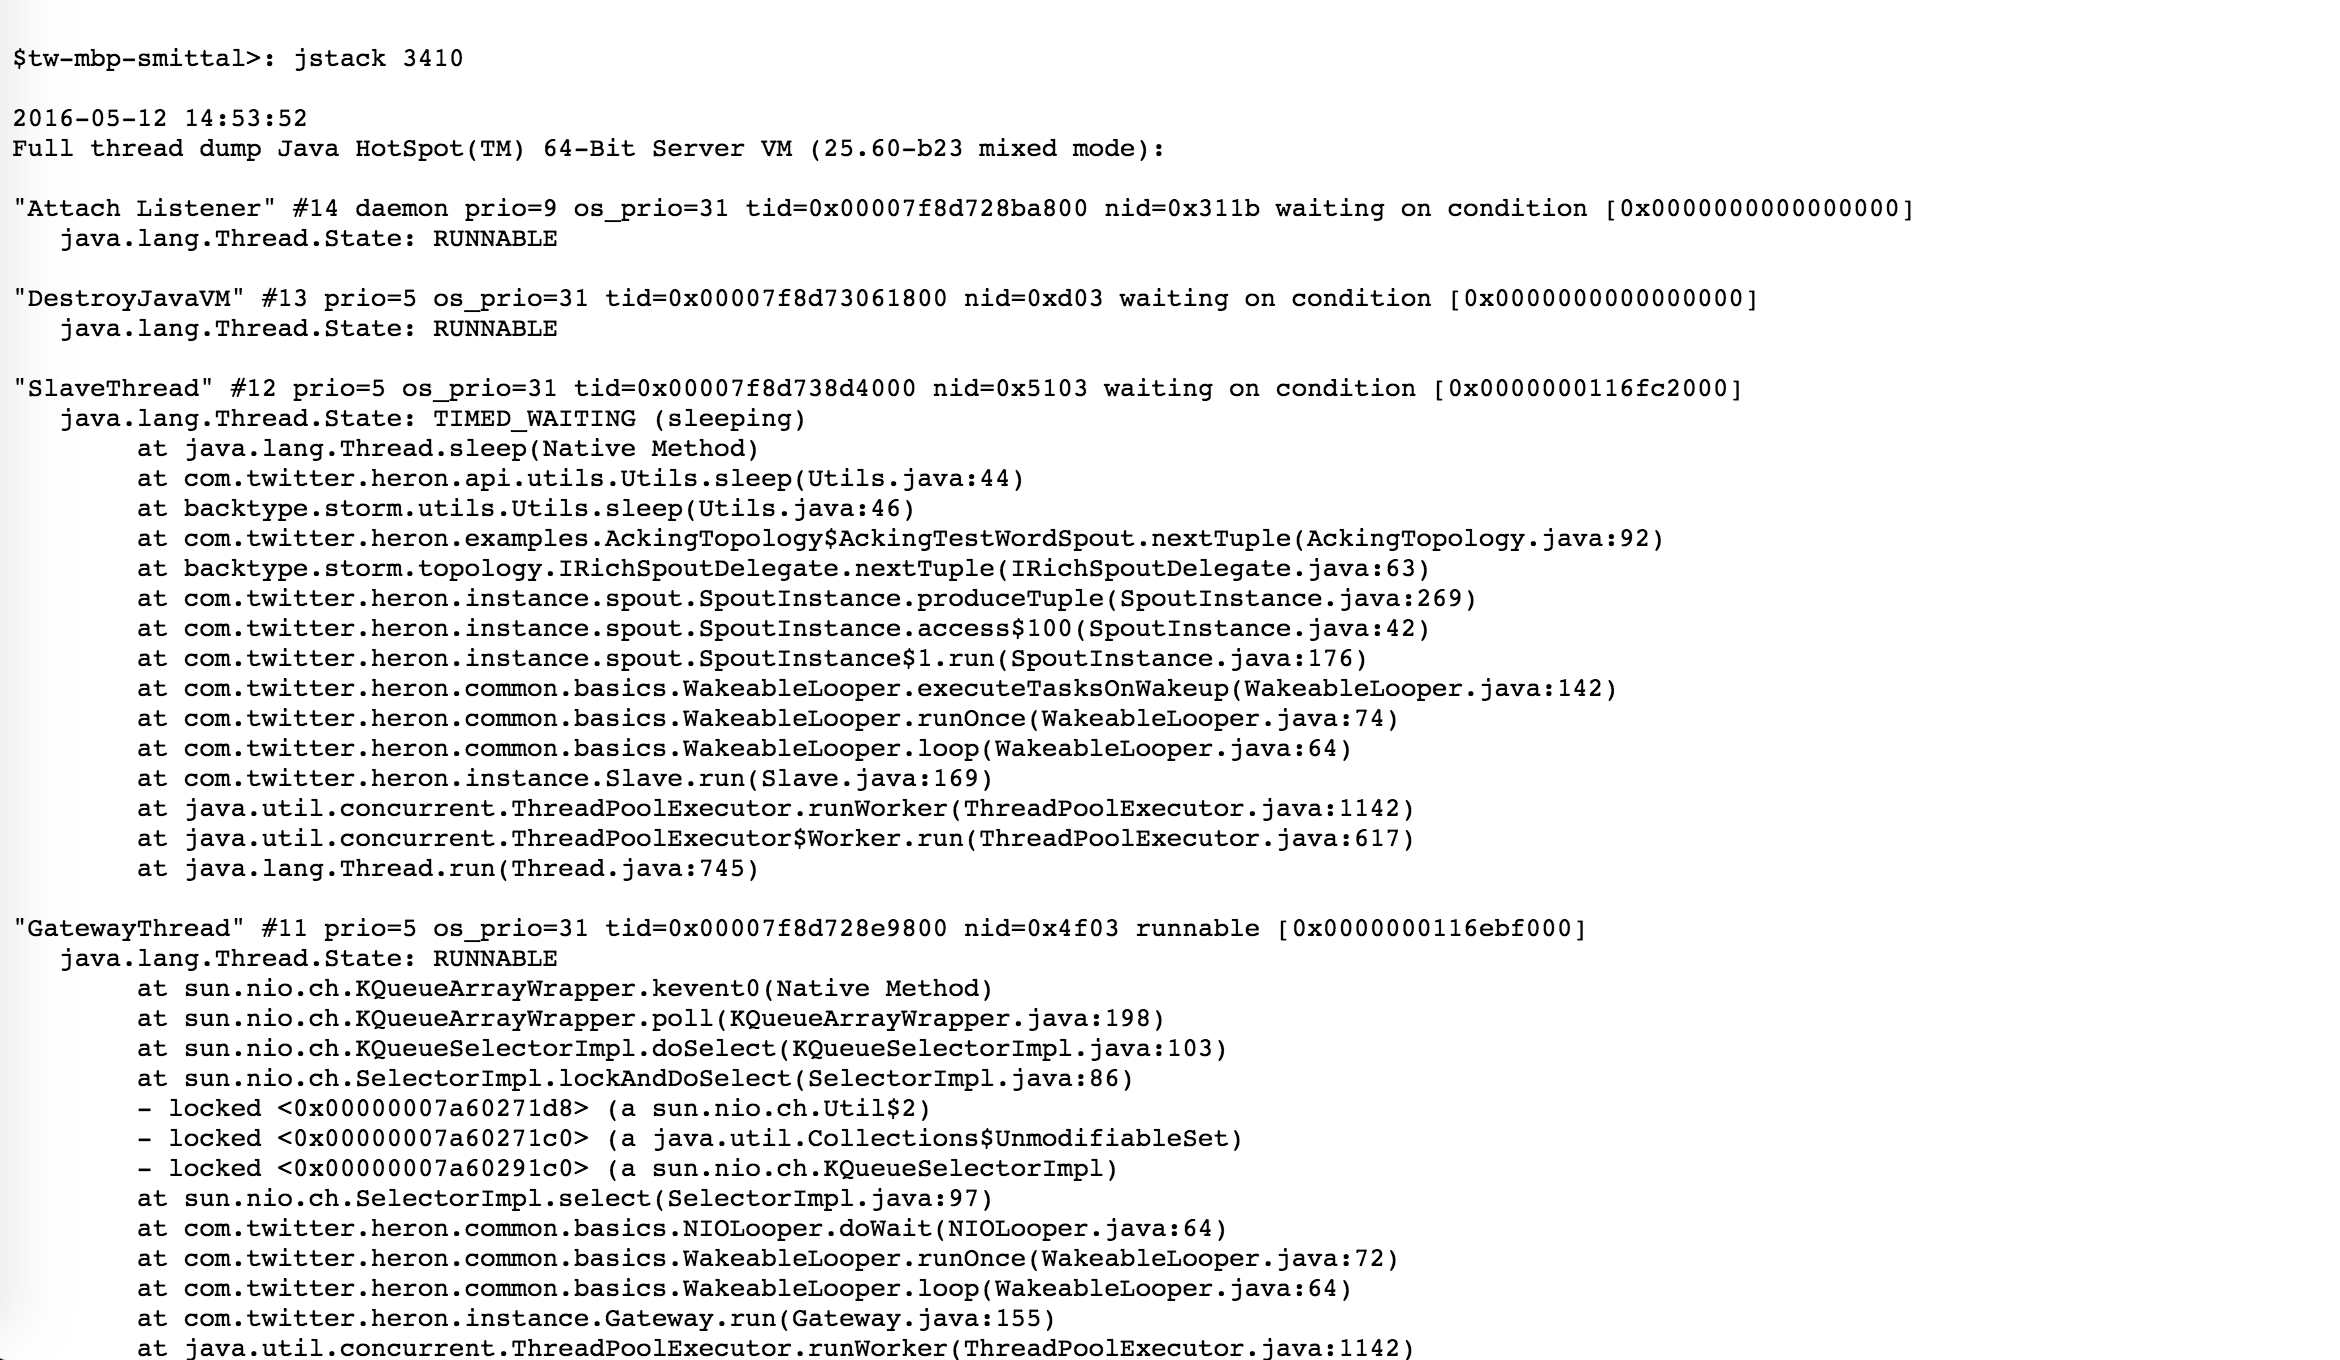 $tw-mbp-smittal>: jstack 3410
2016-05-12 14:53:52
Full thread dump Java HotSpot(TM) 64-Bit Server VM (25.60-b23 mixed mode):
"Attach Listener" #14 daemon prio=9 os_prio=31 tid=0x00007f8d728ba800 nid=0x311b waiting on condition [0x0000000000000000]
java.lang.Thread.State: RUNNABLE
"DestroyJavaVM" #13 prio=5 os_prio=31 tid=0x00007f8d73061800 nid=0xd03 waiting on condition [0x0000000000000000]
java.lang.Thread.State: RUNNABLE
"SlaveThread" #12 prio=5 os_prio=31 tid=0x00007f8d738d4000 nid=0x5103 waiting on condition [0x0000000116fc2000]
java.lang.Thread.State: TIMED_WAITING (sleeping)
at java.lang.Thread.sleep(Native Method)
at com.twitter.heron.api.utils.Utils.sleep(Utils.java:44)
at backtype.storm.utils.Utils.sleep(Utils.java:46)
at com.twitter.heron.examples.AckingTopology$AckingTestWordSpout.nextTuple(AckingTopology.java:92)
at backtype.storm.topology.IRichSpoutDelegate.nextTuple(IRichSpoutDelegate.java:63)
at com.twitter.heron.instance.spout.SpoutInstance.produceTuple(SpoutInstance.java:269)
at com.twitter.heron.instance.spout.SpoutInstance.access$100(SpoutInstance.java:42)
at com.twitter.heron.instance.spout.SpoutInstance$1.run(SpoutInstance.java:176)
at com.twitter.heron.common.basics.WakeableLooper.executeTasksOnWakeup(WakeableLooper.java:142)
at com.twitter.heron.common.basics.WakeableLooper.runOnce(WakeableLooper.java:74)
at com.twitter.heron.common.basics.WakeableLooper.loop(WakeableLooper.java:64)
at com.twitter.heron.instance.Slave.run(Slave.java:169)
at java.util.concurrent.ThreadPoolExecutor.runWorker(ThreadPoolExecutor.java:1142)
at java.util.concurrent.ThreadPoolExecutor$Worker.run(ThreadPoolExecutor.java:617)
at java.lang.Thread.run(Thread.java:745)
"GatewayThread" #11 prio=5 os_prio=31 tid=0x00007f8d728e9800 nid=0x4f03 runnable [0x0000000116ebf000]
java.lang.Thread.State: RUNNABLE
at sun.nio.ch.KQueueArrayWrapper.kevent0(Native Method)
at sun.nio.ch.KQueueArrayWrapper.poll(KQueueArrayWrapper.java:198)
at sun.nio.ch.KQueueSelectorImpl.doSelect(KQueueSelectorImpl.java:103)
at sun.nio.ch.SelectorImpl.lockAndDoSelect(SelectorImpl.java:86)
- locked <0x00000007a60271d8> (a sun.nio.ch.Util$2)
- locked <0x00000007a60271c0> (a java.util.Collections$UnmodifiableSet)
- locked <0x00000007a60291c0> (a sun.nio.ch.KQueueSelectorImpl)
at sun.nio.ch.SelectorImpl.select(SelectorImpl.java:97)
at com.twitter.heron.common.basics.NIOLooper.doWait(NIOLooper.java:64)
at com.twitter.heron.common.basics.WakeableLooper.runOnce(WakeableLooper.java:72)
at com.twitter.heron.common.basics.WakeableLooper.loop(WakeableLooper.java:64)
at com.twitter.heron.instance.Gateway.run(Gateway.java:155)
at java.util.concurrent.ThreadPoolExecutor.runWorker(ThreadPoolExecutor.java:1142)